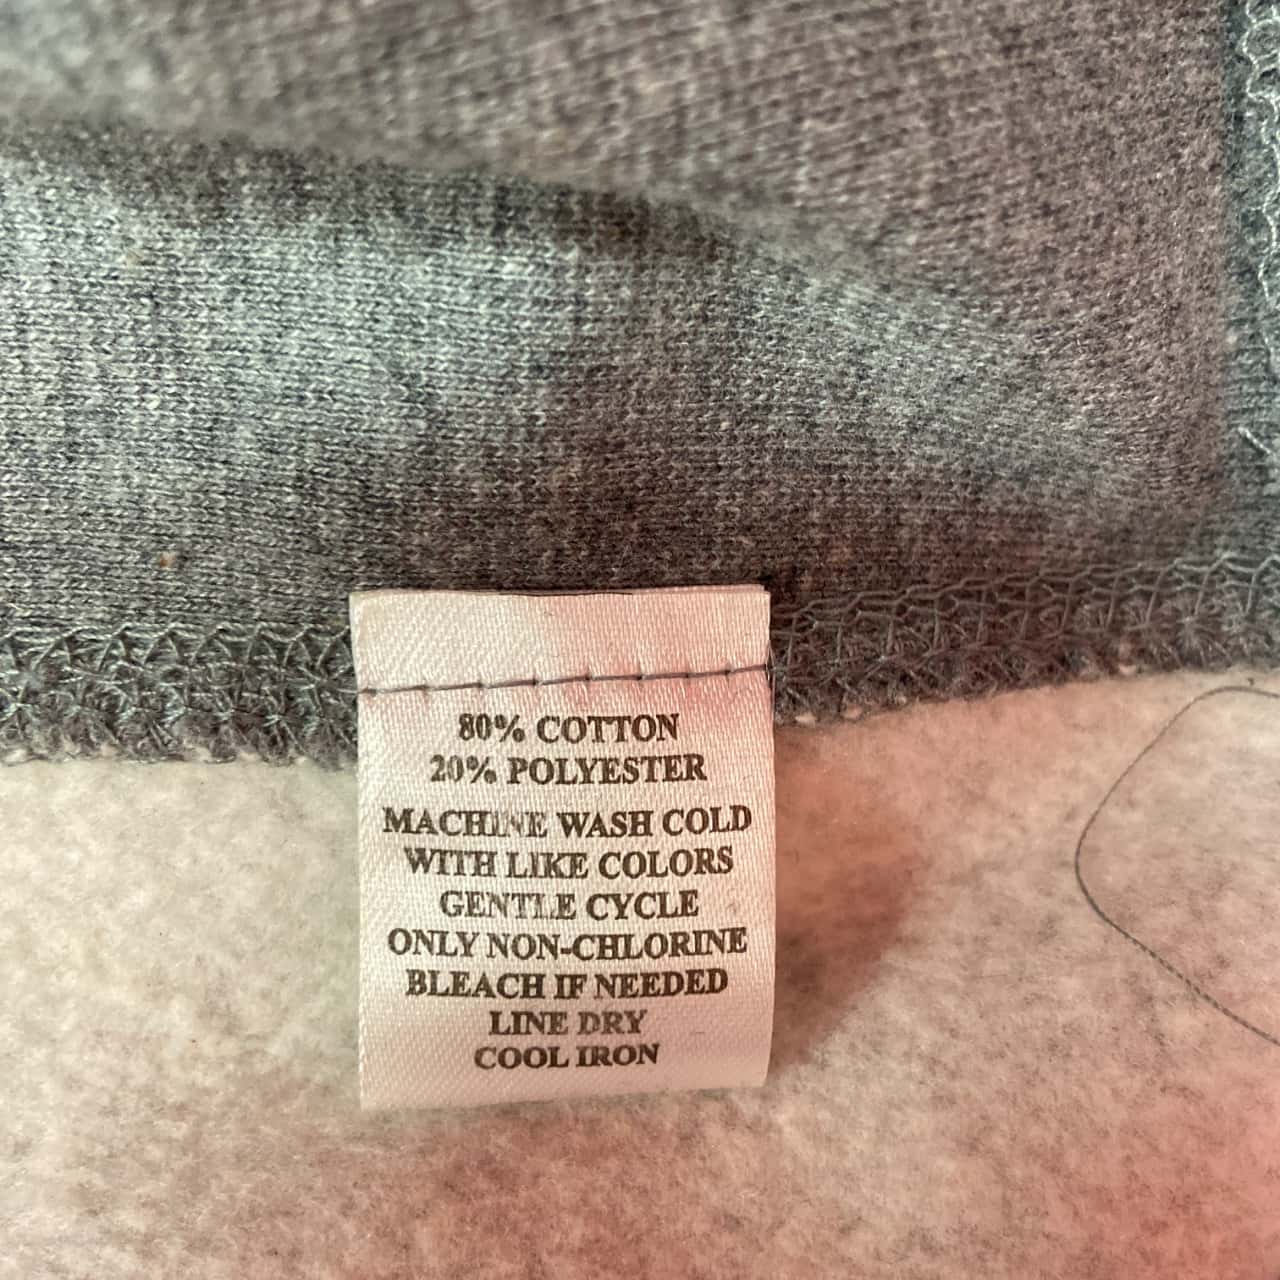 80% COTTON
20% POLYESTER
MACHINE WASH COLD
WITH LIKE COLORS
GENTLE CYCLE
ONLY NON-CHLORINE
BLEACH IF NEEDED
LINE DRY
COOL IRON